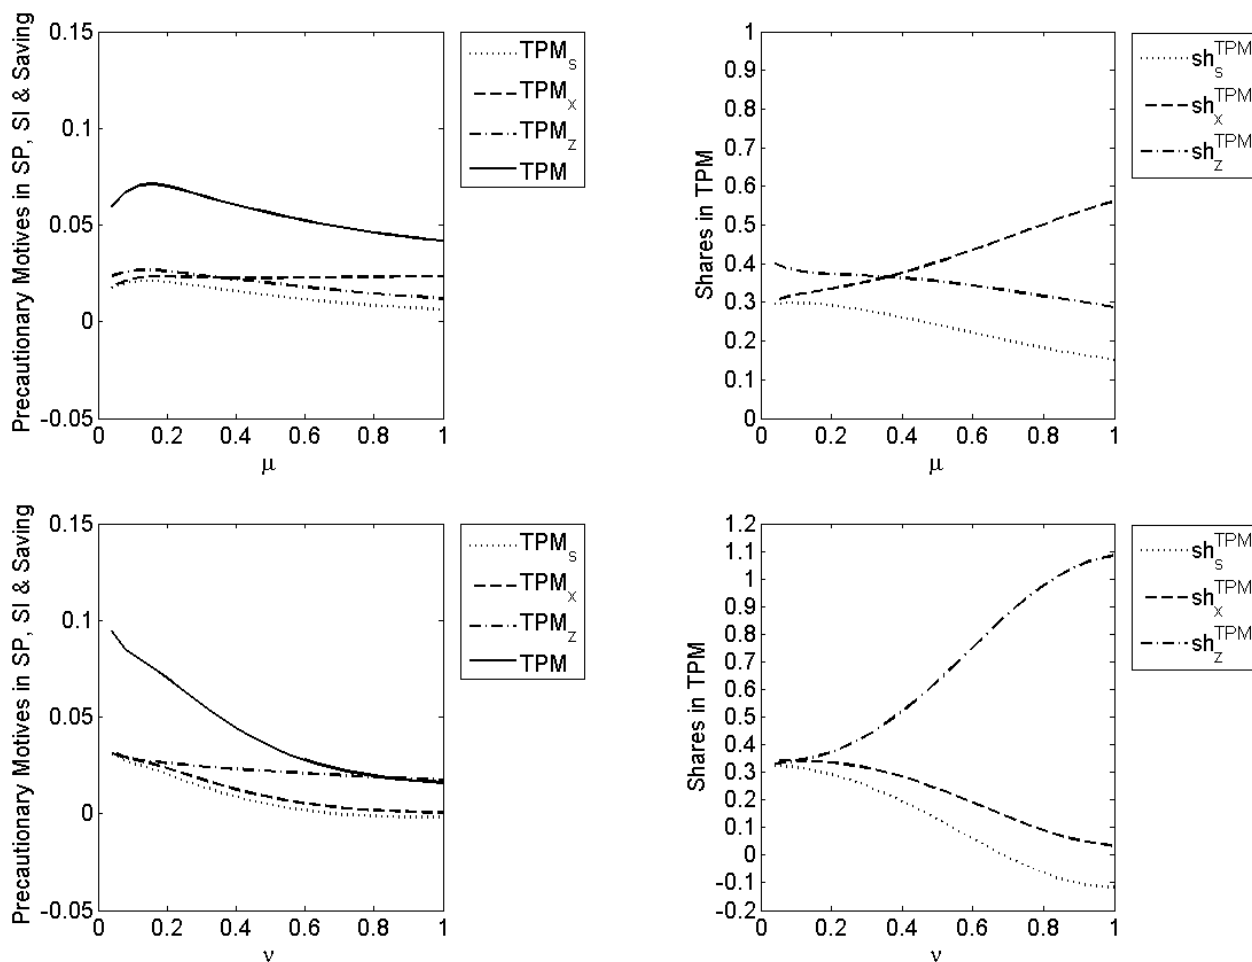 Precautionary Motives in SP, SI & Saving
0.15
0.1
0.05
0
-0.05
0 0.2 0.4 0.6 0.8 1
μ
TPM_s
TPM_x
TPM_z
TPM
Shares in TPM
1
0.9
0.8
0.7
0.6
0.5
0.4
0.3
0.2
0.1
0
0 0.2 0.4 0.6 0.8 1
μ
sh_s^TPM
sh_x^TPM
sh_z^TPM
Precautionary Motives in SP, SI & Saving
0.15
0.1
0.05
0
-0.05
0 0.2 0.4 0.6 0.8 1
ν
TPM_s
TPM_x
TPM_z
TPM
Shares in TPM
1.2
1.1
1
0.9
0.8
0.7
0.6
0.5
0.4
0.3
0.2
0.1
0
-0.1
-0.2
0 0.2 0.4 0.6 0.8 1
ν
sh_s^TPM
sh_x^TPM
sh_z^TPM